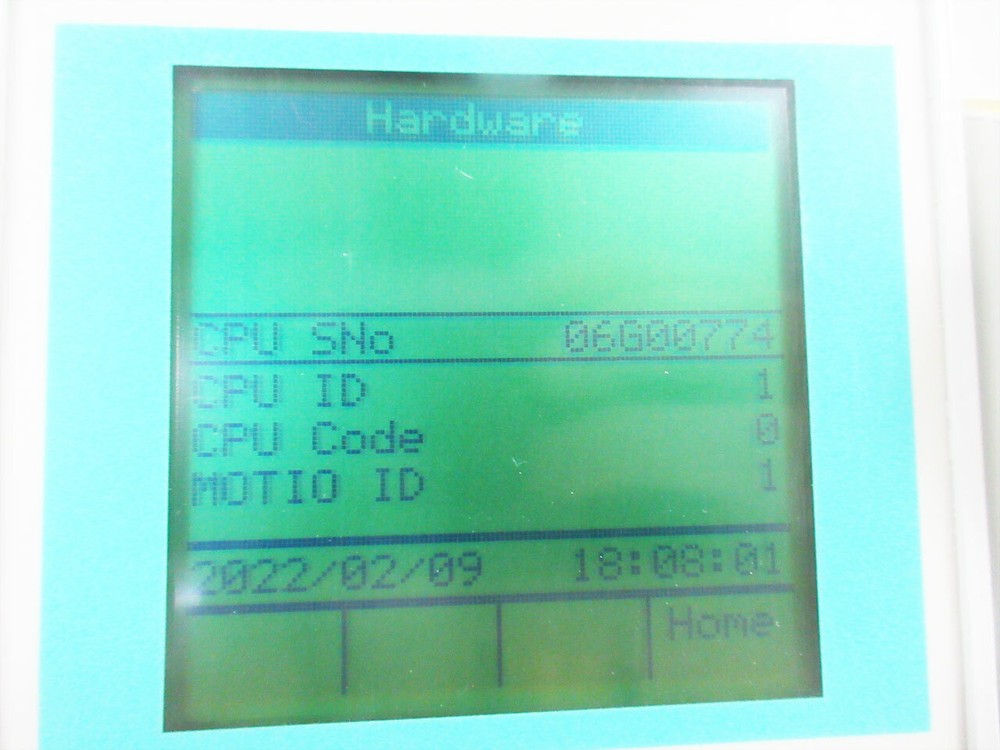 Hardware
CPU SNo 06G00774
CPU ID 1
CPU Code 0
MOTIO ID 1
2022/02/09 18:08:01
Home